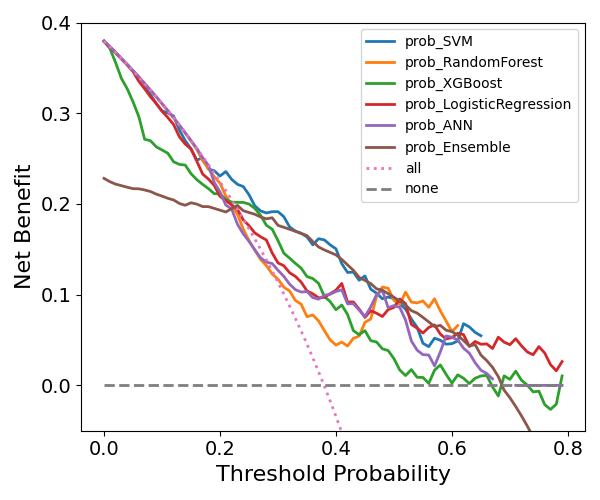 0.4
0.3
0.2
0.1
0.0
Net Benefit
prob_SVM
prob_RandomForest
prob_XGBoost
prob_LogisticRegression
prob_ANN
prob_Ensemble
all
none
0.0 0.2 0.4 0.6 0.8
Threshold Probability